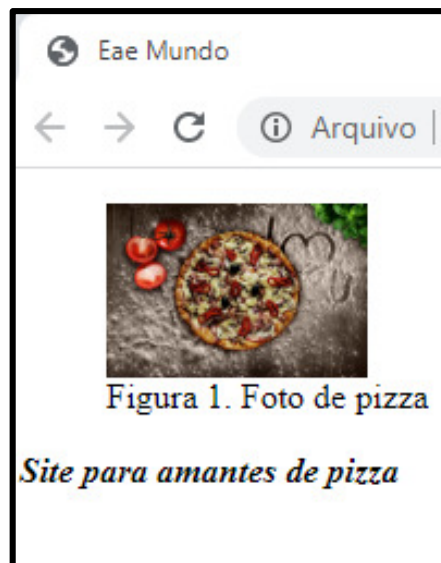 Eae Mundo
Arquivo
Figura 1. Foto de pizza
Site para amantes de pizza